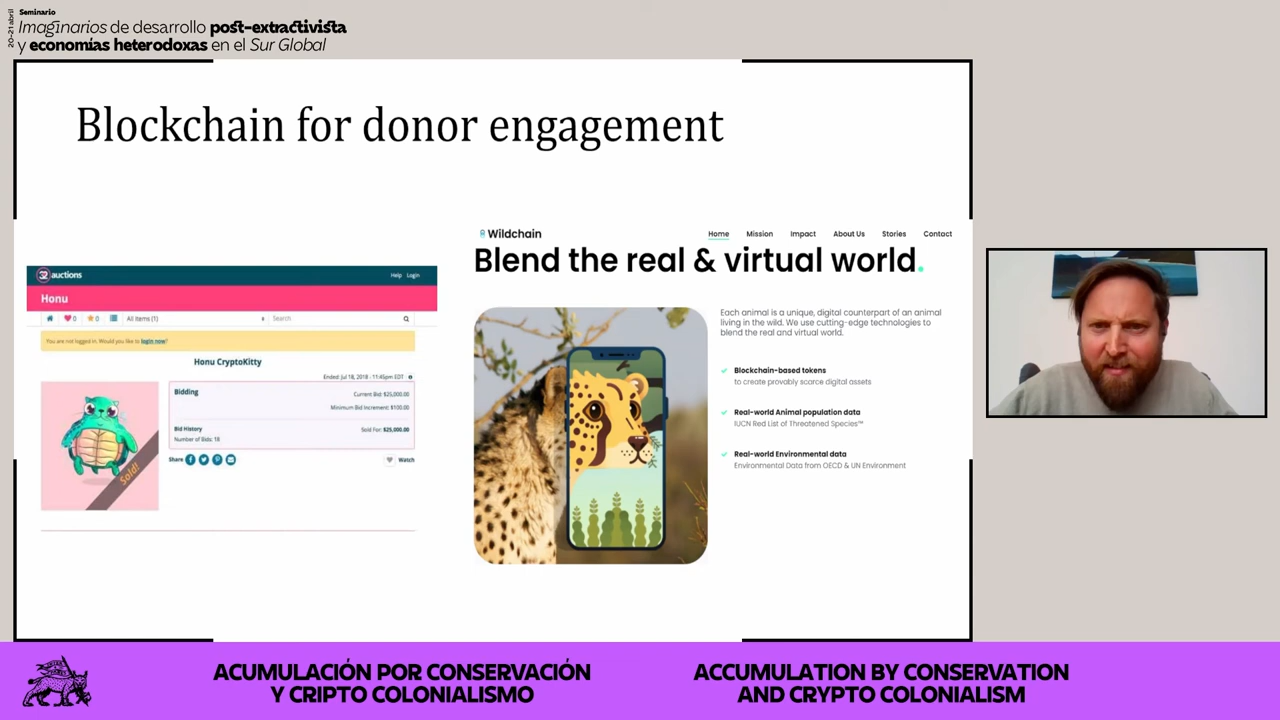 20-21 abril
Seminario
Imaginarios de desarrollo post-extractivista
y economías heterodoxas en el Sur Global
Blockchain for donor engagement
32 auctions
Help Login
Honu
0 0 All items (1) Search
You are not logged in. Would you like to login now?
Honu CryptoKitty
Ended: Jul 18, 2018 - 11:45pm EDT
Bidding
Current Bid: $25,000.00
Minimum Bid Increment: $100.00
Bid History
Number of Bids: 18
Sold For: $25,000.00
Sold!
Share
Watch
Wildchain
Home Mission Impact About Us Stories Contact
Blend the real & virtual world.
Each animal is a unique, digital counterpart of an animal
living in the wild. We use cutting-edge technologies to
blend the real and virtual world.
Blockchain-based tokens
to create provably scarce digital assets
Real-world Animal population data
IUCN Red List of Threatened Species™
Real-world Environmental data
Environmental Data from OECD & UN Environment
ACUMULACIÓN POR CONSERVACIÓN
Y CRIPTO COLONIALISMO
ACCUMULATION BY CONSERVATION
AND CRYPTO COLONIALISM